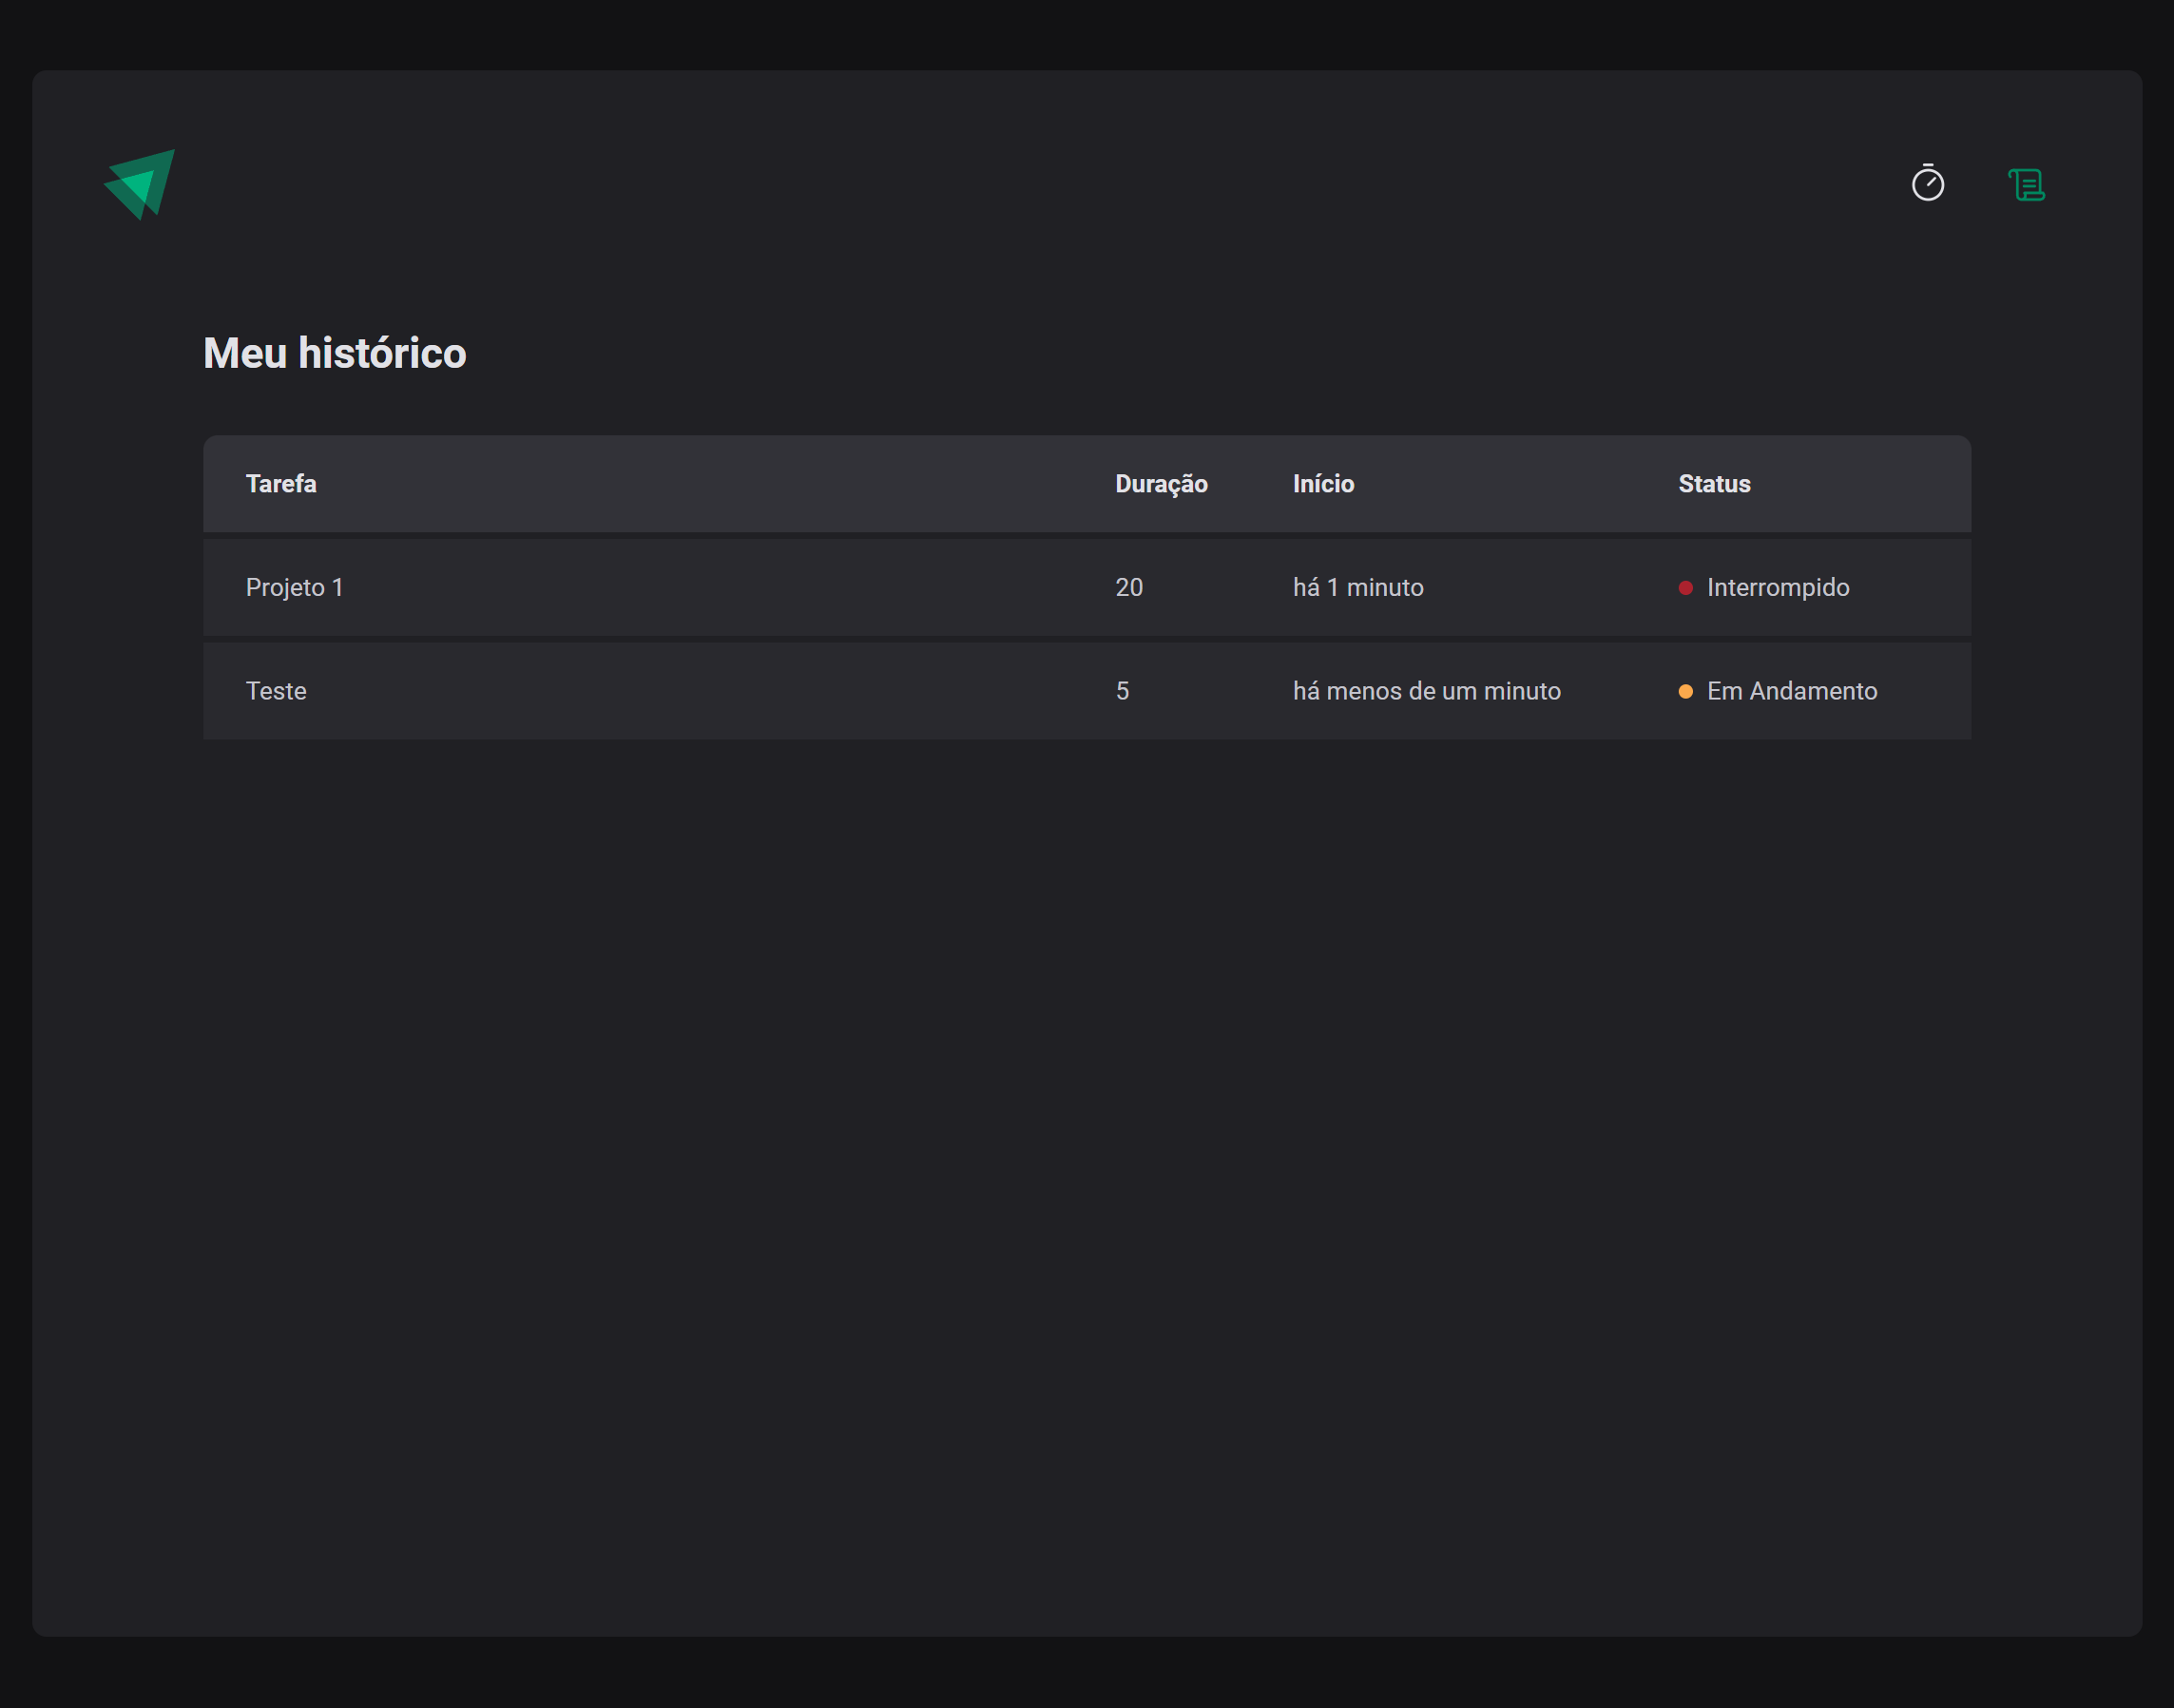 Meu histórico
Tarefa Duração Início Status
Projeto 1 20 há 1 minuto Interrompido
Teste 5 há menos de um minuto Em Andamento